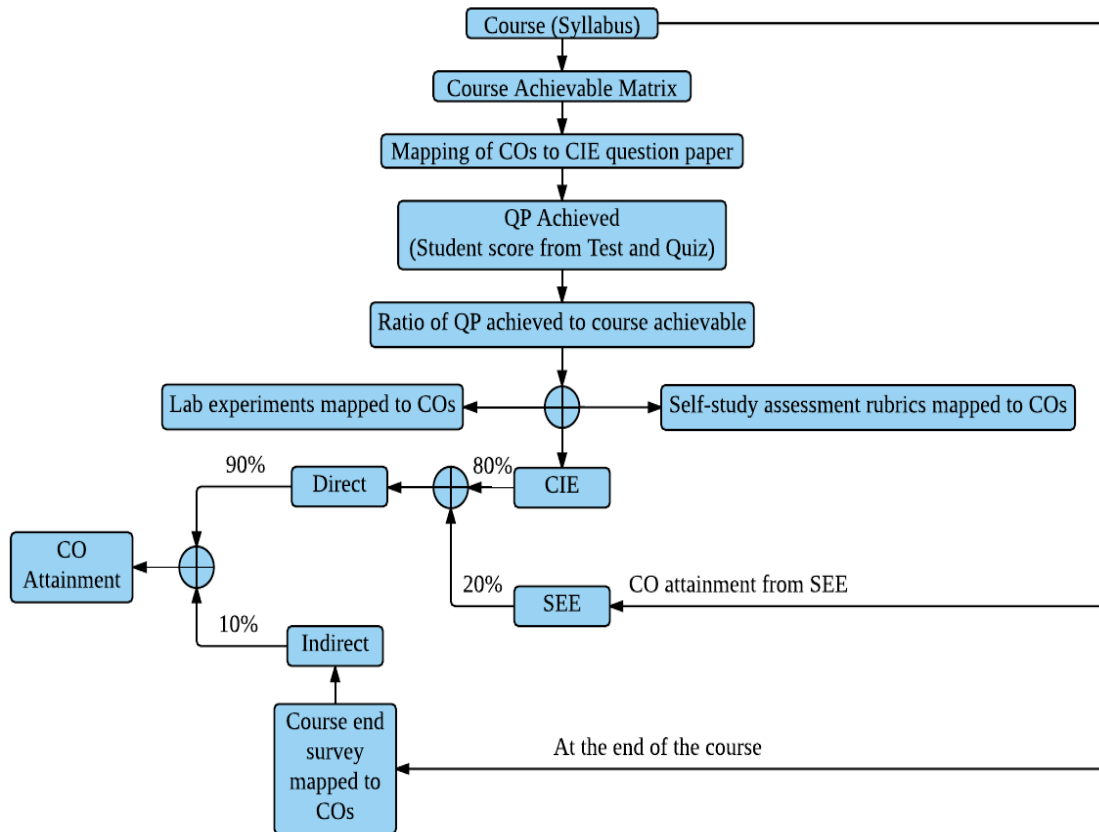 Course (Syllabus)
Course Achievable Matrix
Mapping of COs to CIE question paper
QP Achieved
(Student score from Test and Quiz)
Ratio of QP achieved to course achievable
Lab experiments mapped to COs
Self-study assessment rubrics mapped to COs
90%
Direct
80%
CIE
CO
Attainment
20%
SEE
CO attainment from SEE
10%
Indirect
Course end
survey
mapped to
COs
At the end of the course